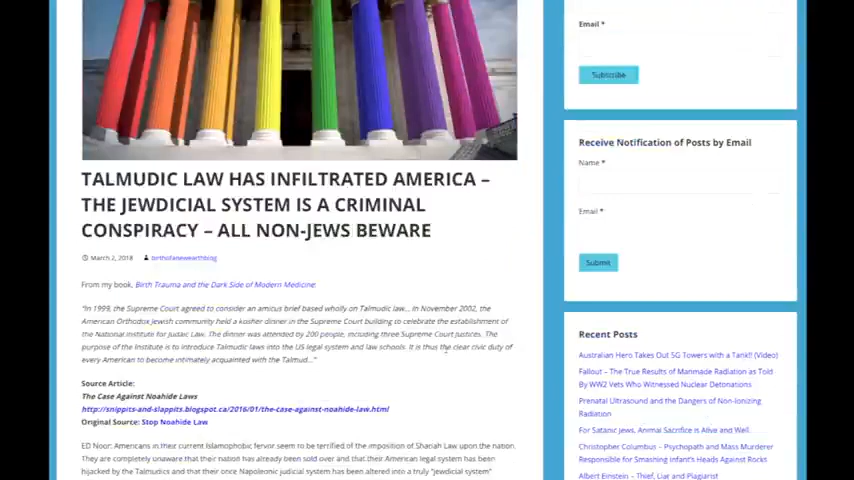 TALMUDIC LAW HAS INFILTRATED AMERICA –
THE JEWDICIAL SYSTEM IS A CRIMINAL
CONSPIRACY – ALL NON-JEWS BEWARE
March 2, 2018 birthofanewearthblog
From my book, Birth Trauma and the Dark Side of Modern Medicine:
"In 1999, the Supreme Court agreed to consider an amicus brief based wholly on Talmudic law... In November 2002, the
American Orthodox Jewish community held a kosher dinner in the Supreme Court building to celebrate the establishment of
the National Institute for Judaic Law. The dinner was attended by 200 people, including three Supreme Court Justices. The
purpose of the Institute is to introduce Talmudic laws into the US legal system and law schools. It is thus the clear civic duty of
every American to become intimately acquainted with the Talmud..."
Source Article:
The Case Against Noahide Laws
http://snippits-and-slappits.blogspot.ca/2016/01/the-case-against-noahide-law.html
Original Source: Stop Noahide Law
ED Noor: Americans in their current Islamophobic fervor seem to be terrified of the imposition of Shariah Law upon the nation.
They are completely unaware that their nation has already been sold over and that their American legal system has been
hijacked by the Talmudics and that their once Napoleonic judicial system has been altered into a truly "jewdicial system"
Email *
Subscribe
Receive Notification of Posts by Email
Name *
Email *
Submit
Recent Posts
Australian Hero Takes Out 5G Towers with a Tank!! (Video)
Fallout – The True Results of Manmade Radiation as Told
By WW2 Vets Who Witnessed Nuclear Detonations
Prenatal Ultrasound and the Dangers of Non-Ionizing
Radiation
For Satanic Jews, Animal Sacrifice is Alive and Well
Christopher Columbus – Psychopath and Mass Murderer
Responsible for Smashing Infant's Heads Against Rocks
Albert Einstein – Thief, Liar and Plagiarist